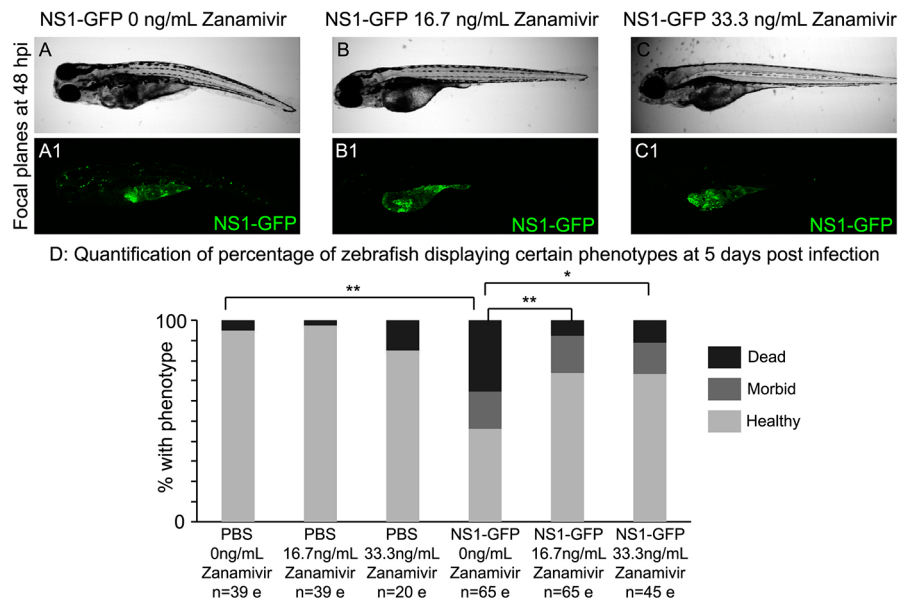 NS1-GFP 0 ng/mL Zanamivir
NS1-GFP 16.7 ng/mL Zanamivir
NS1-GFP 33.3 ng/mL Zanamivir
Focal planes at 48 hpi
A
B
C
A1
NS1-GFP
B1
NS1-GFP
C1
NS1-GFP
D: Quantification of percentage of zebrafish displaying certain phenotypes at 5 days post infection
**
*
**
% with phenotype
100
0
Dead
Morbid
Healthy
PBS
0ng/mL
Zanamivir
n=39 e
PBS
16.7ng/mL
Zanamivir
n=39 e
PBS
33.3ng/mL
Zanamivir
n=20 e
NS1-GFP
0ng/mL
Zanamivir
n=65 e
NS1-GFP
16.7ng/mL
Zanamivir
n=65 e
NS1-GFP
33.3ng/mL
Zanamivir
n=45 e